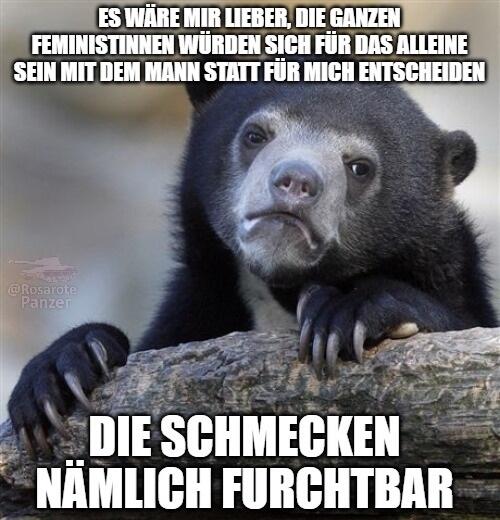 ES WÄRE MIR LIEBER, DIE GANZEN
FEMINISTINNEN WÜRDEN SICH FÜR DAS ALLEINE
SEIN MIT DEM MANN STATT FÜR MICH ENTSCHEIDEN
@Rosarote
Panzer
DIE SCHMECKEN
NÄMLICH FURCHTBAR